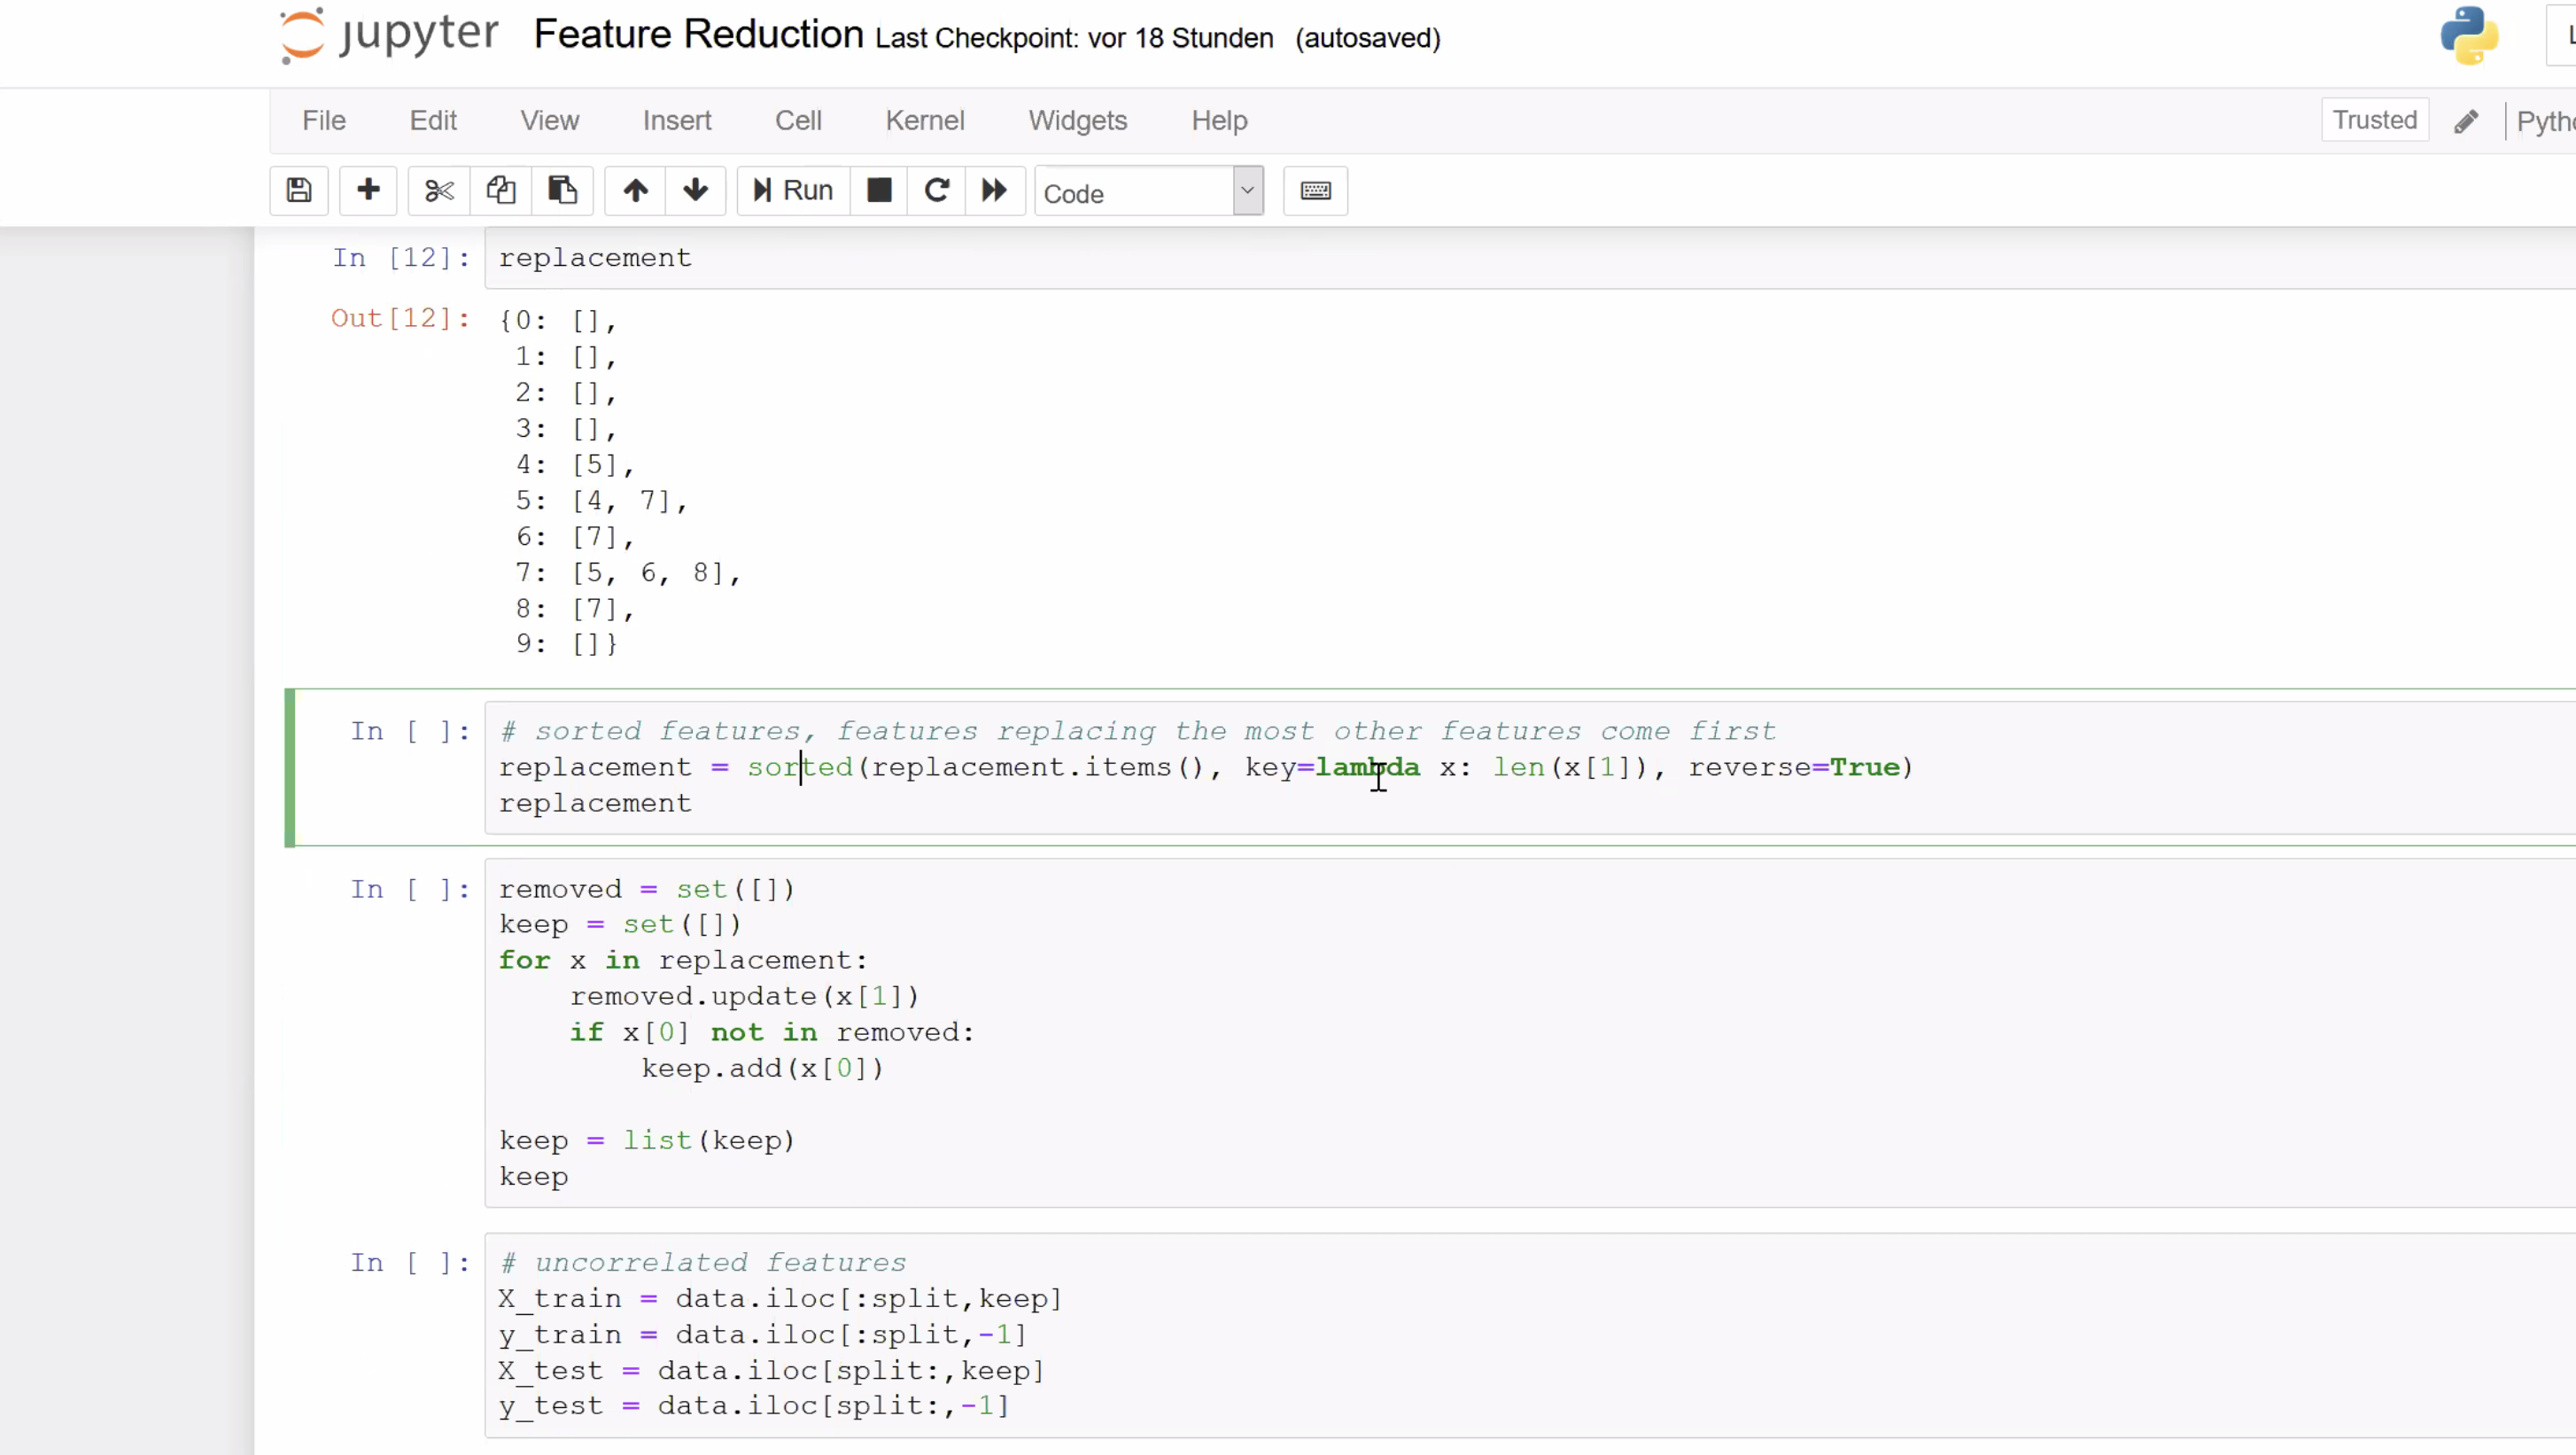 jupyter Feature Reduction Last Checkpoint: vor 18 Stunden (autosaved)
File Edit View Insert Cell Kernel Widgets Help Trusted
Run Code
In [12]: replacement
Out[12]: {0: [],
1: [],
2: [],
3: [],
4: [5],
5: [4, 7],
6: [7],
7: [5, 6, 8],
8: [7],
9: []}
In [ ]: # sorted features, features replacing the most other features come first
replacement = sorted(replacement.items(), key=lambda x: len(x[1]), reverse=True)
replacement
In [ ]: removed = set([])
keep = set([])
for x in replacement:
    removed.update(x[1])
    if x[0] not in removed:
        keep.add(x[0])
keep = list(keep)
keep
In [ ]: # uncorrelated features
X_train = data.iloc[:split,keep]
y_train = data.iloc[:split,-1]
X_test = data.iloc[split:,keep]
y_test = data.iloc[split:,-1]